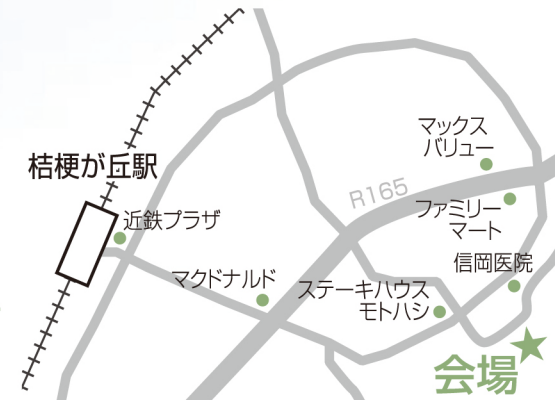 マックス
バリュー
桔梗が丘駅
R165
ファミリー
マート
近鉄プラザ
信岡医院
マクドナルド
ステーキハウス
モトハシ
会場